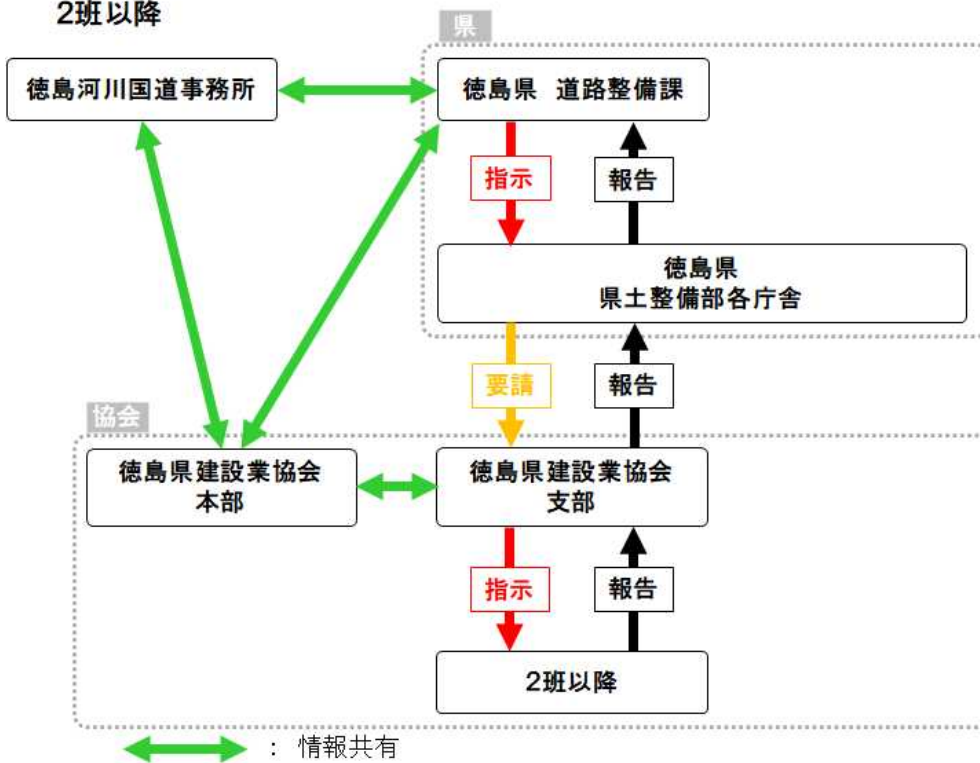 2班以降
県
徳島河川国道事務所
徳島県 道路整備課
指示
報告
徳島県
県土整備部各庁舎
要請
報告
協会
徳島県建設業協会
本部
徳島県建設業協会
支部
指示
報告
2班以降
： 情報共有